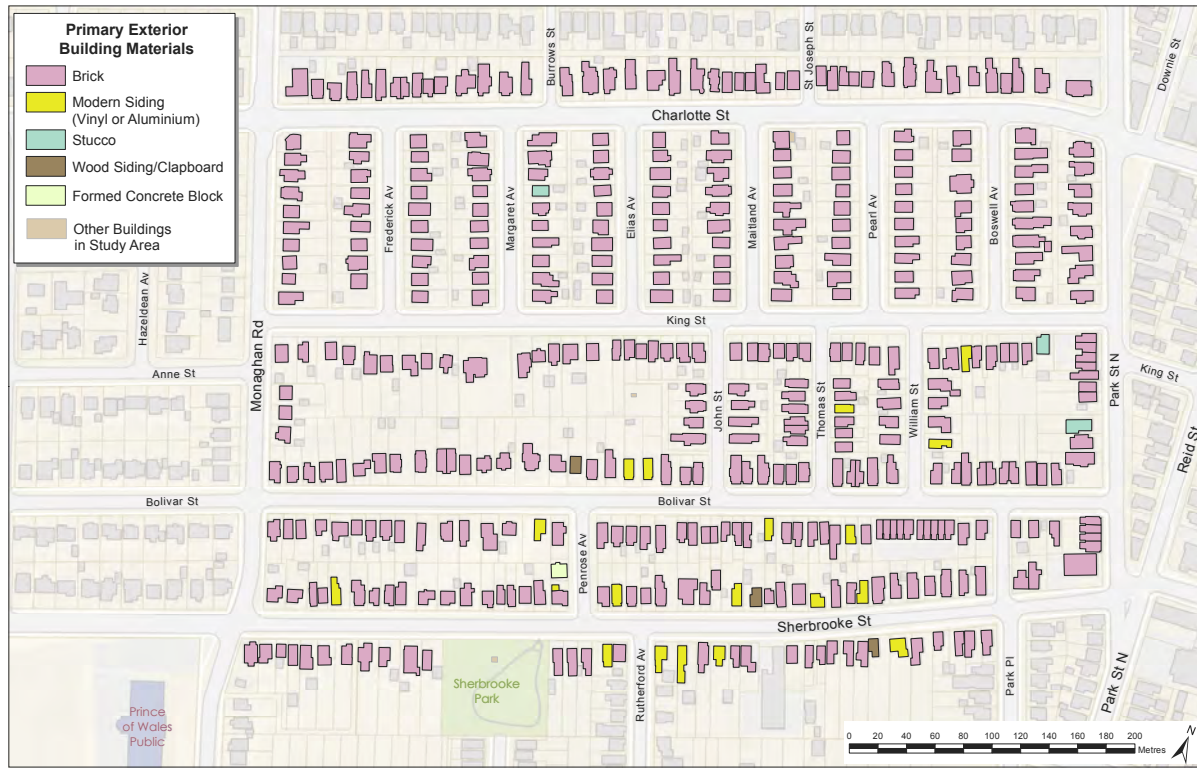 Primary Exterior
Building Materials
Brick
Modern Siding
(Vinyl or Aluminium)
Stucco
Wood Siding/Clapboard
Formed Concrete Block
Other Buildings
in Study Area
Burrows St
St Joseph St
Downie St
Charlotte St
Frederick Av
Margaret Av
Elias Av
Maitland Av
Pearl Av
Boswell Av
Hazeldean Av
King St
Monaghan Rd
Anne St
John St
Thomas St
William St
Park St N
King St
Reid St
Bolivar St
Bolivar St
Penrose Av
Sherbrooke St
Sherbrooke
Park
Rutherford Av
Park Pl
Park St N
Prince
of Wales
Public
0 20 40 60 80 100 120 140 160 180 200
Metres
N